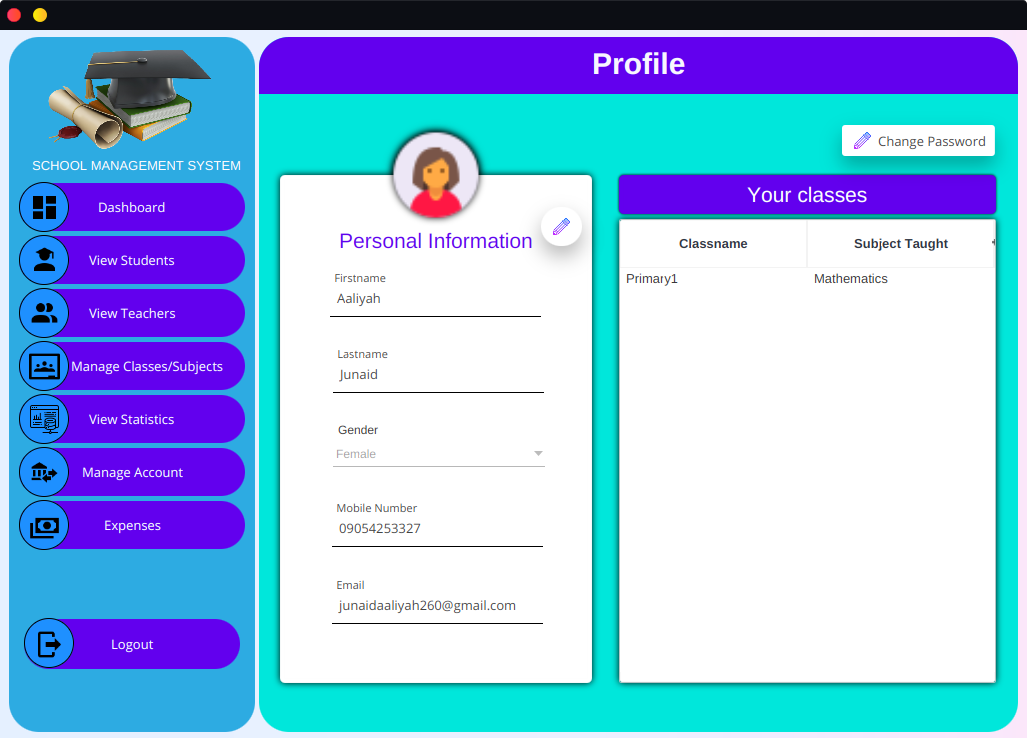 Profile
SCHOOL MANAGEMENT SYSTEM
Dashboard
View Students
View Teachers
Manage Classes/Subjects
View Statistics
Manage Account
Expenses
Logout
Change Password
Personal Information
Firstname
Aaliyah
Lastname
Junaid
Gender
Female
Mobile Number
09054253327
Email
junaidaaliyah260@gmail.com
Your classes
Classname Subject Taught
Primary1 Mathematics